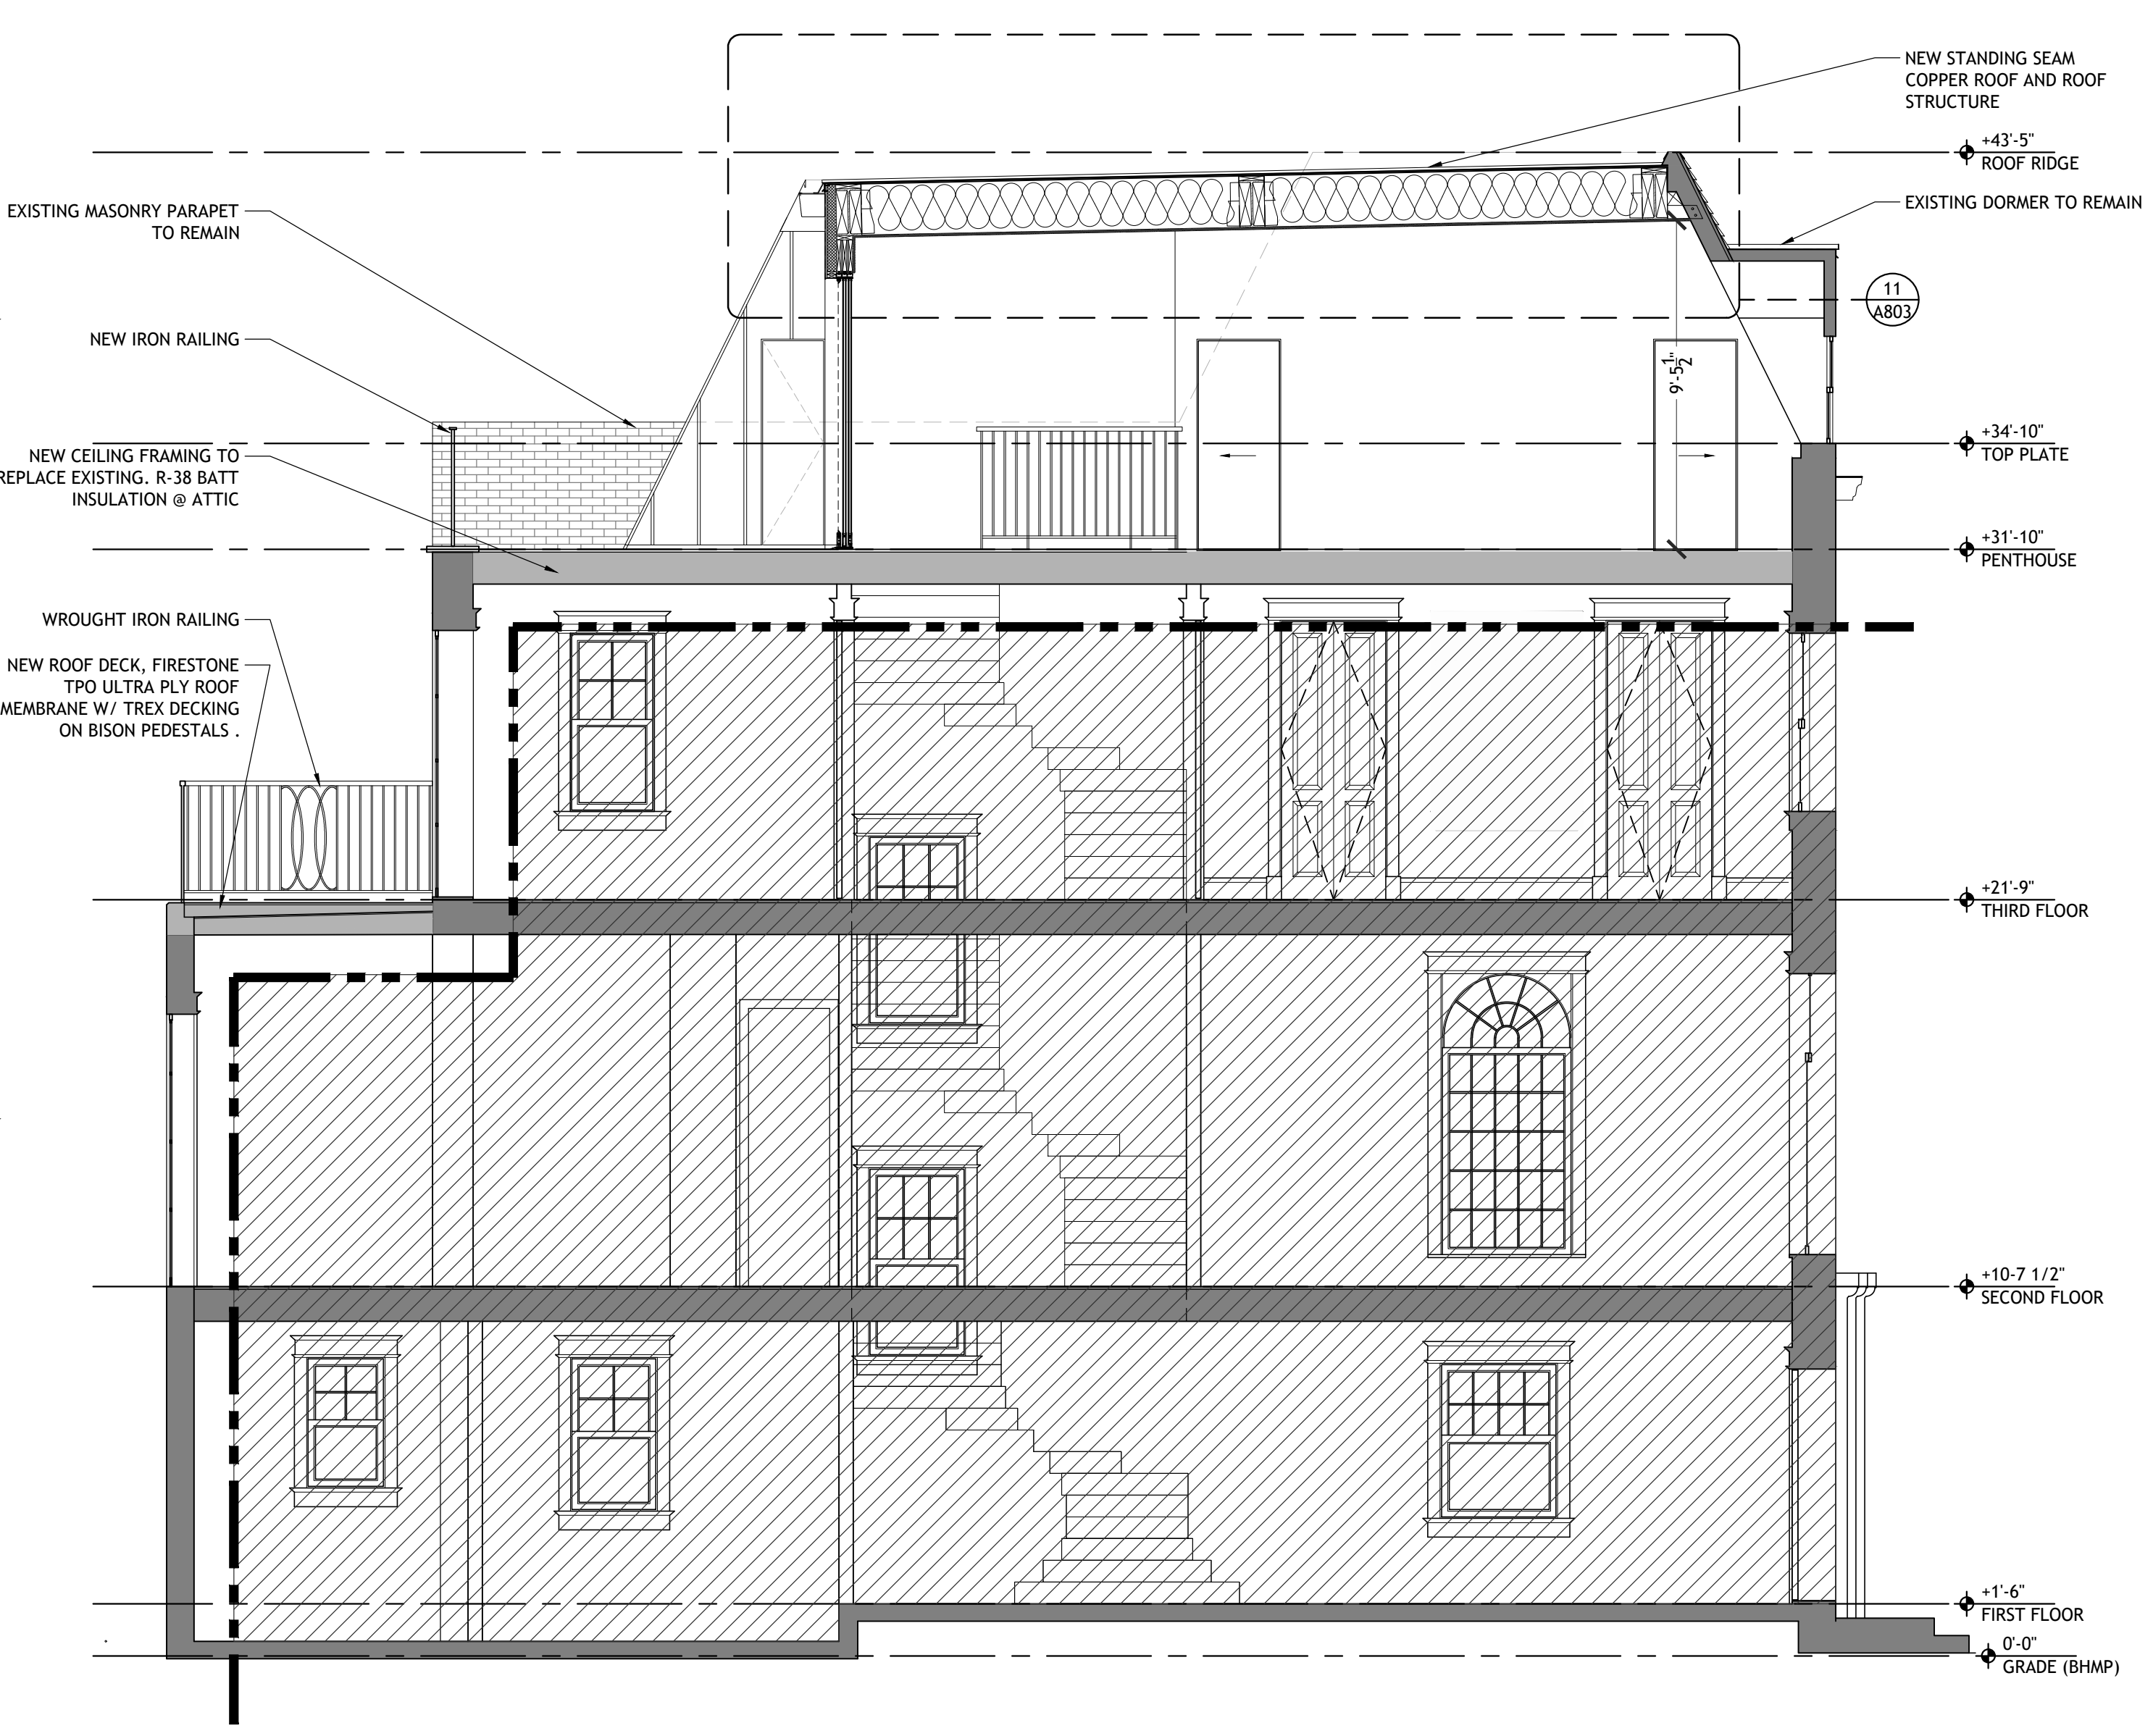 NEW STANDING SEAM
COPPER ROOF AND ROOF
STRUCTURE
+43'-5"
ROOF RIDGE
EXISTING DORMER TO REMAIN
11
A803
EXISTING MASONRY PARAPET
TO REMAIN
NEW IRON RAILING
9'-5 1/2"
NEW CEILING FRAMING TO
REPLACE EXISTING. R-38 BATT
INSULATION @ ATTIC
+34'-10"
TOP PLATE
+31'-10"
PENTHOUSE
WROUGHT IRON RAILING
NEW ROOF DECK, FIRESTONE
TPO ULTRA PLY ROOF
MEMBRANE W/ TREX DECKING
ON BISON PEDESTALS .
+21'-9"
THIRD FLOOR
+10-7 1/2"
SECOND FLOOR
+1'-6"
FIRST FLOOR
0'-0"
GRADE (BHMP)